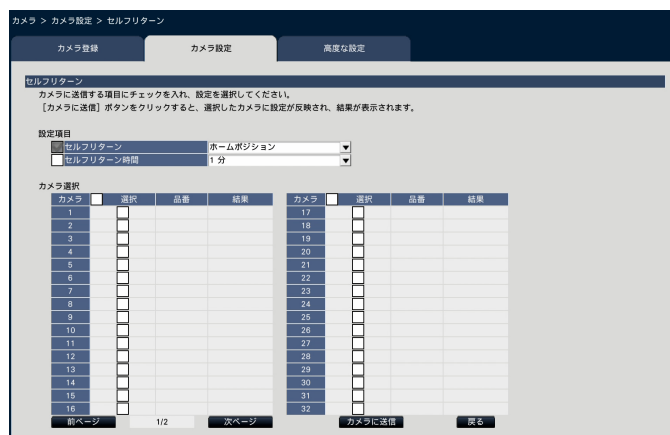 カメラ > カメラ設定 > セルフリターン
カメラ登録 カメラ設定 高度な設定
セルフリターン
カメラに送信する項目にチェックを入れ、設定を選択してください。
［カメラに送信］ボタンをクリックすると、選択したカメラに設定が反映され、結果が表示されます。
設定項目
セルフリターン ホームポジション
セルフリターン時間 1 分
カメラ選択
カメラ 選択 品番 結果 カメラ 選択 品番 結果
1 17
2 18
3 19
4 20
5 21
6 22
7 23
8 24
9 25
10 26
11 27
12 28
13 29
14 30
15 31
16 32
前ページ 1/2 次ページ カメラに送信 戻る